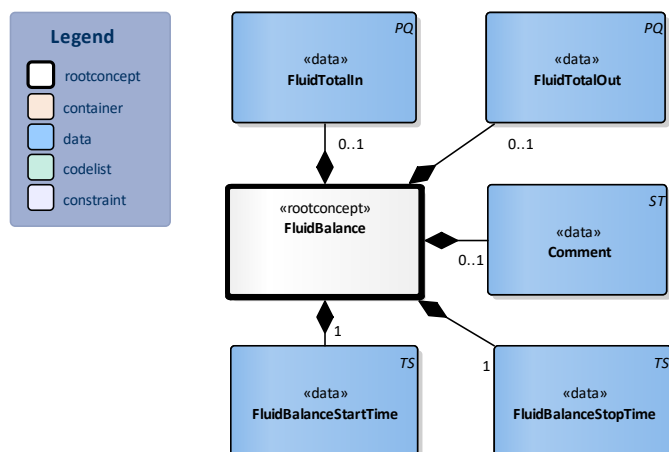 Legend
rootconcept
container
data
codelist
constraint
PQ
«data»
FluidTotalIn
PQ
«data»
FluidTotalOut
0..1
0..1
«rootconcept»
FluidBalance
ST
«data»
Comment
0..1
1
1
TS
«data»
FluidBalanceStartTime
TS
«data»
FluidBalanceStopTime